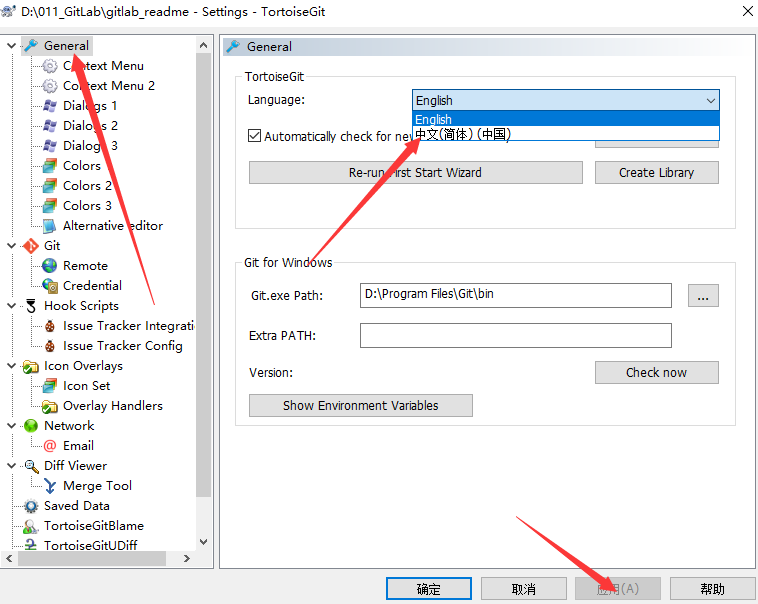 D:\011_GitLab\gitlab_readme - Settings - TortoiseGit
General
Context Menu
Context Menu 2
Dialogs 1
Dialogs 2
Dialogs 3
Colors
Colors 2
Colors 3
Alternative editor
Git
Remote
Credential
Hook Scripts
Issue Tracker Integrati
Issue Tracker Config
Icon Overlays
Icon Set
Overlay Handlers
Network
Email
Diff Viewer
Merge Tool
Saved Data
TortoiseGitBlame
TortoiseGitUDiff
General
TortoiseGit
Language:
English
English
中文(简体) (中国)
Automatically check for nev
Re-run First Start Wizard
Create Library
Git for Windows
Git.exe Path:
D:\Program Files\Git\bin
...
Extra PATH:
Version:
Check now
Show Environment Variables
确定
取消
应用(A)
帮助